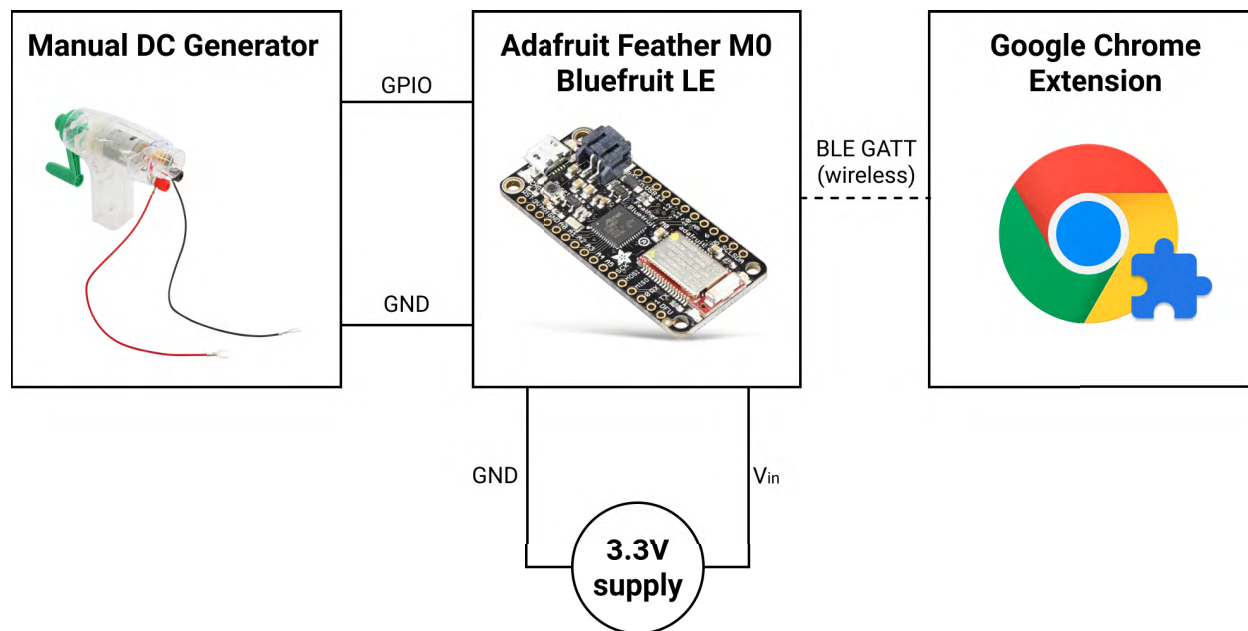 Manual DC Generator
GPIO
GND
Adafruit Feather M0
Bluefruit LE
BLE GATT
(wireless)
Google Chrome
Extension
GND
Vin
3.3V
supply